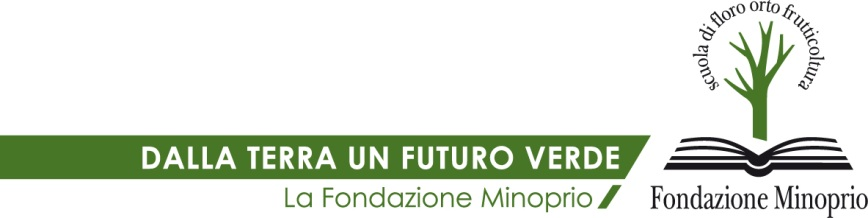 scuola di floro orto frutticoltura
DALLA TERRA UN FUTURO VERDE
La Fondazione Minoprio
Fondazione Minoprio